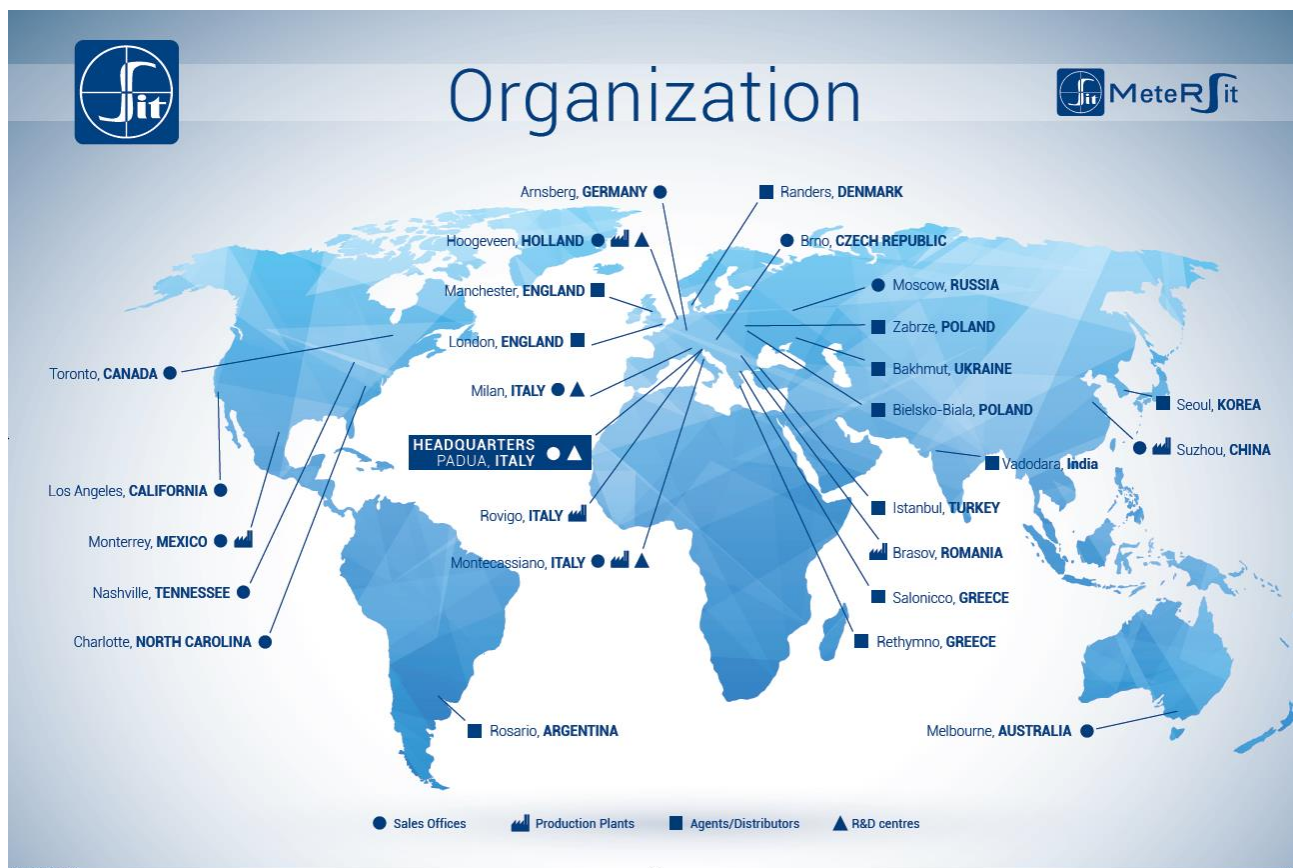 Sit
Organization
Sit MeteRSit
Arnsberg, GERMANY
Randers, DENMARK
Hoogeveen, HOLLAND
Brno, CZECH REPUBLIC
Manchester, ENGLAND
Moscow, RUSSIA
London, ENGLAND
Zabrze, POLAND
Toronto, CANADA
Bakhmut, UKRAINE
Milan, ITALY
Bielsko-Biala, POLAND
Seoul, KOREA
HEADQUARTERS
PADUA, ITALY
Suzhou, CHINA
Vadodara, India
Los Angeles, CALIFORNIA
Rovigo, ITALY
Istanbul, TURKEY
Monterrey, MEXICO
Brasov, ROMANIA
Montecassiano, ITALY
Nashville, TENNESSEE
Salonicco, GREECE
Charlotte, NORTH CAROLINA
Rethymno, GREECE
Rosario, ARGENTINA
Melbourne, AUSTRALIA
Sales Offices
Production Plants
Agents/Distributors
R&D centres